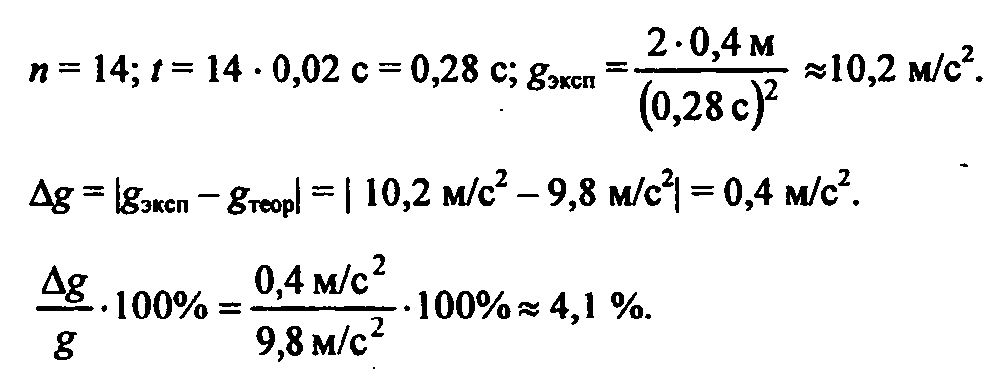 n = 14; t = 14 · 0,02 с = 0,28 с; gэксп = 2·0,4 м / (0,28 с)² ≈10,2 м/с².
Δg = |gэксп – gтеор| = | 10,2 м/с² – 9,8 м/с²| = 0,4 м/с².
Δg / g ·100% = 0,4 м/с² / 9,8 м/с² ·100% ≈ 4,1 %.